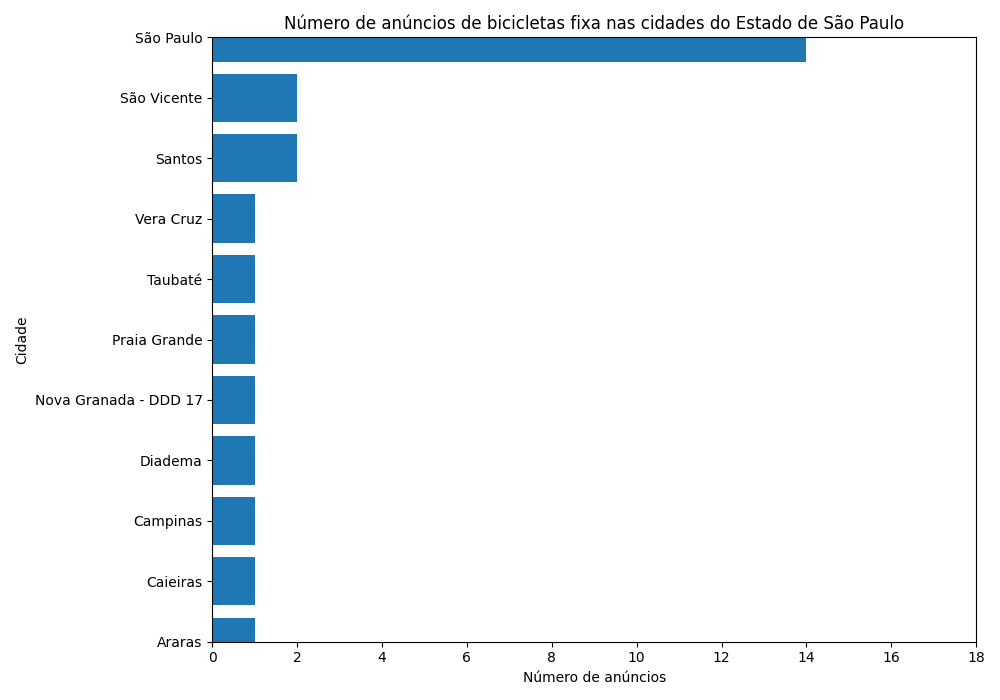 Número de anúncios de bicicletas fixa nas cidades do Estado de São Paulo
São Paulo
São Vicente
Santos
Vera Cruz
Taubaté
Praia Grande
Nova Granada - DDD 17
Diadema
Campinas
Caieiras
Araras
Cidade
0 2 4 6 8 10 12 14 16 18
Número de anúncios